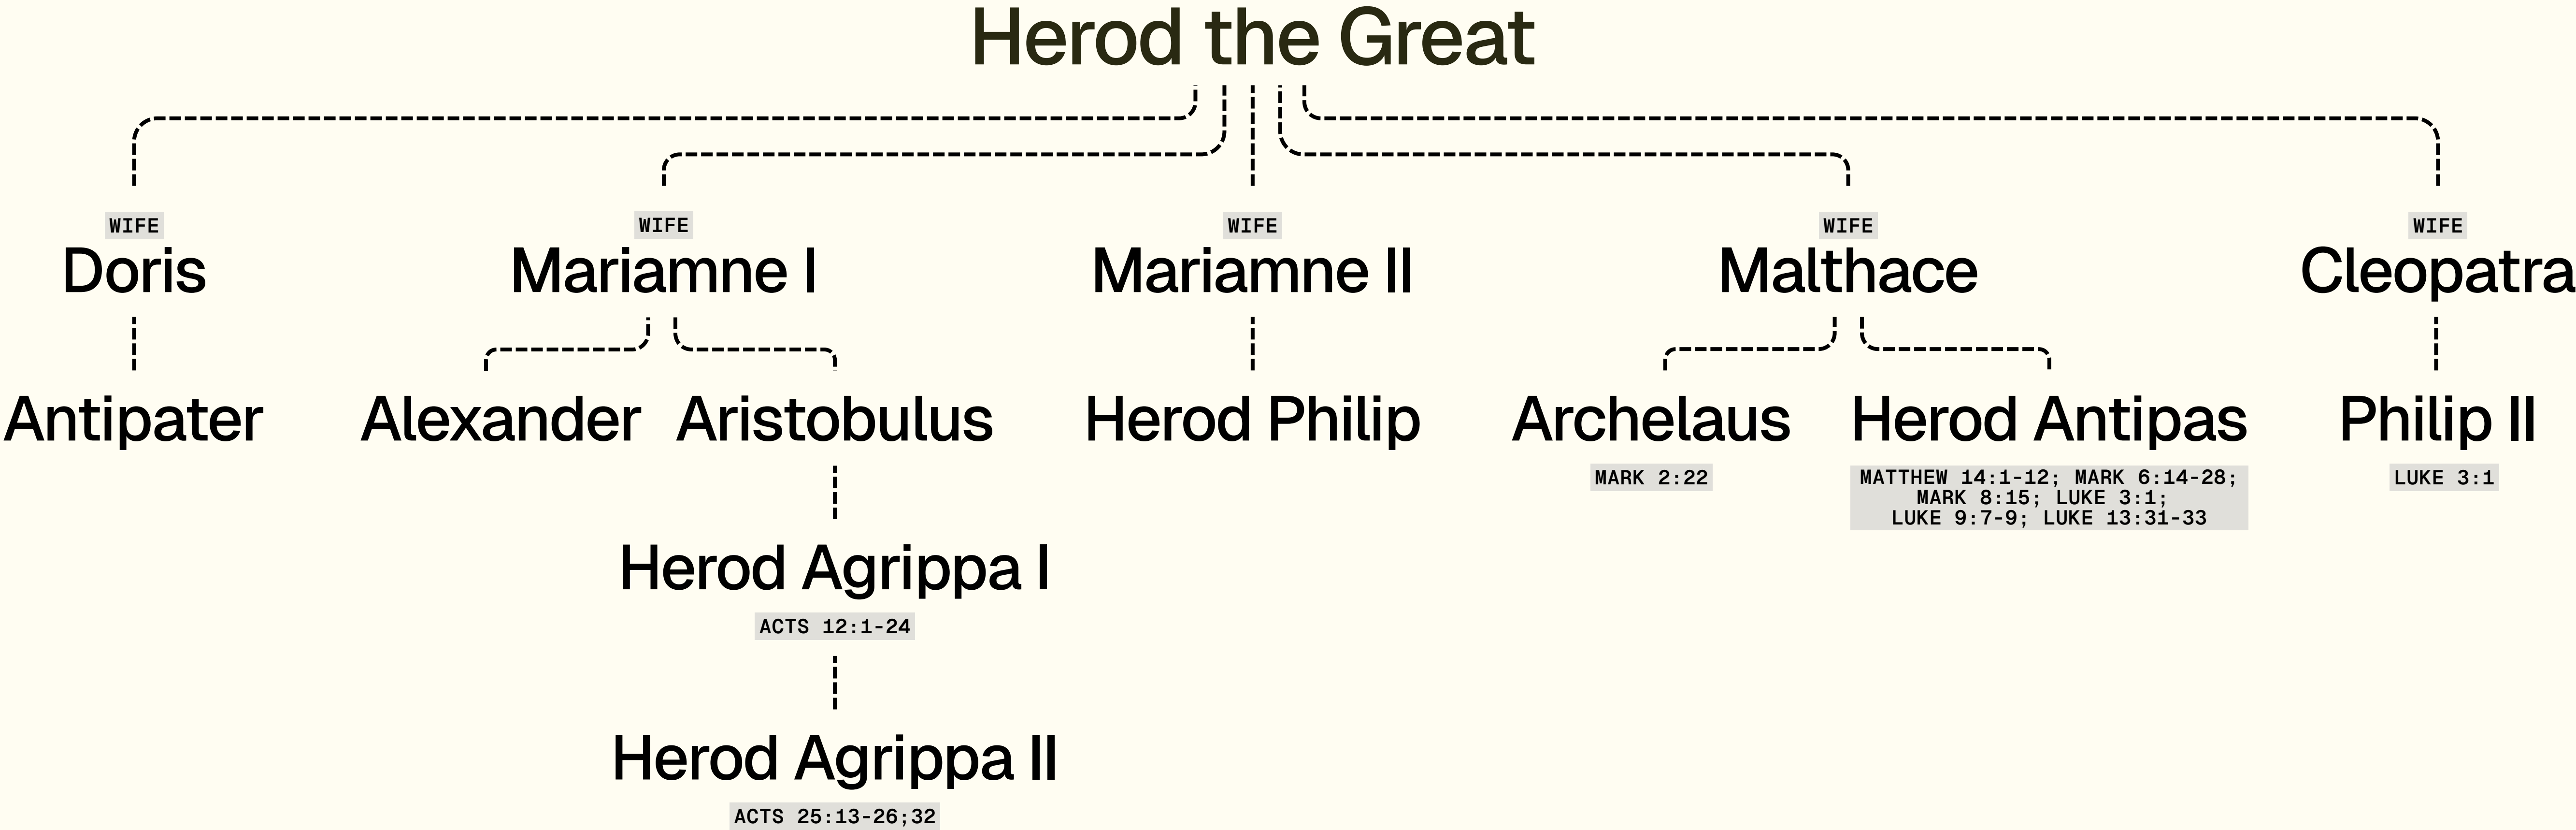 Herod the Great
WIFE
WIFE
WIFE
WIFE
WIFE
Doris
Mariamne I
Mariamne II
Malthace
Cleopatra
Antipater
Alexander
Aristobulus
Herod Philip
Archelaus
Herod Antipas
Philip II
MARK 2:22
MATTHEW 14:1-12; MARK 6:14-28;
MARK 8:15; LUKE 3:1;
LUKE 9:7-9; LUKE 13:31-33
LUKE 3:1
Herod Agrippa I
ACTS 12:1-24
Herod Agrippa II
ACTS 25:13-26;32